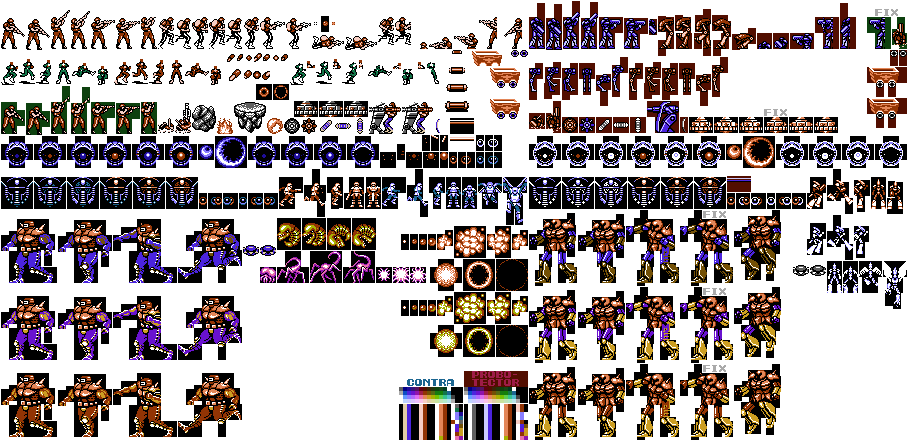 FIX
FIX
FIX
FIX
CONTRA
PROBO-
TECTOR
FIX